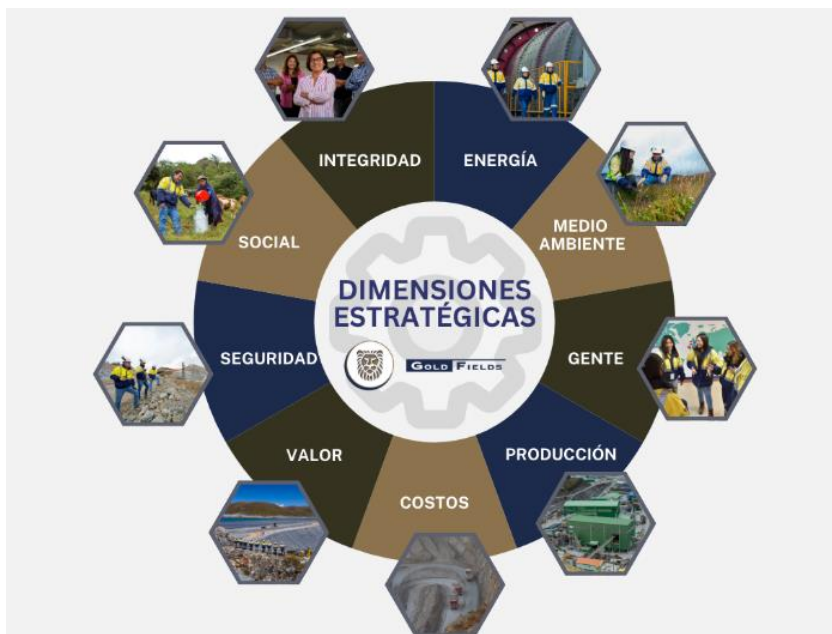 INTEGRIDAD
ENERGÍA
MEDIO
AMBIENTE
SOCIAL
DIMENSIONES
ESTRATÉGICAS
GOLD FIELDS
SEGURIDAD
GENTE
VALOR
PRODUCCIÓN
COSTOS